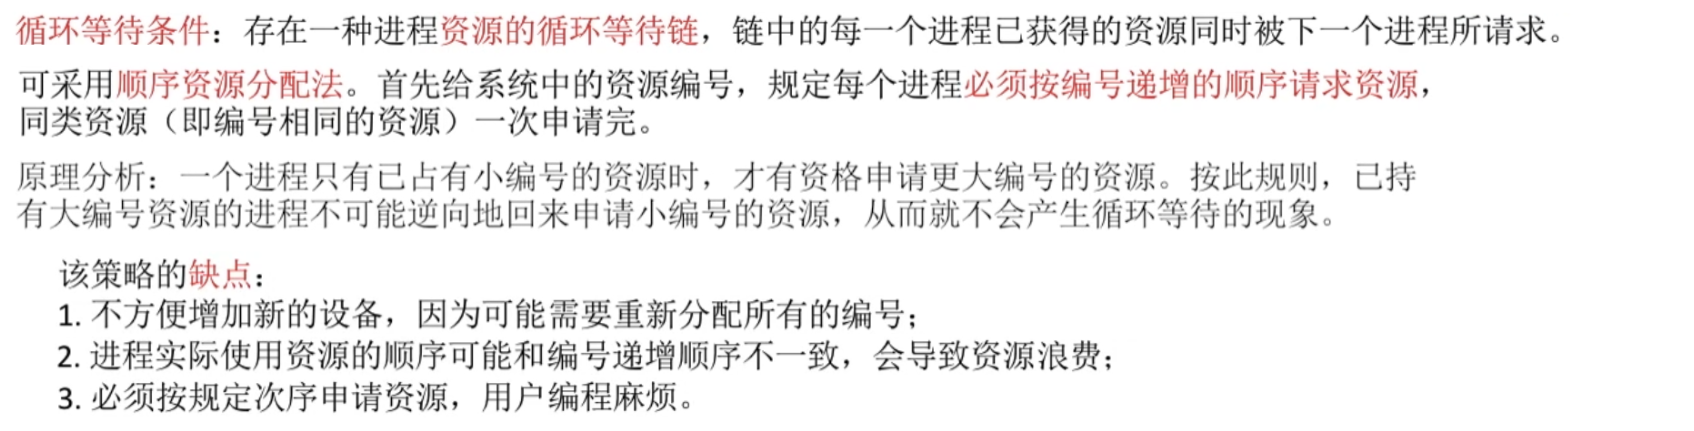 循环等待条件：存在一种进程资源的循环等待链，链中的每一个进程已获得的资源同时被下一个进程所请求。
可采用顺序资源分配法。首先给系统中的资源编号，规定每个进程必须按编号递增的顺序请求资源，
同类资源（即编号相同的资源）一次申请完。
原理分析：一个进程只有已占有小编号的资源时，才有资格申请更大编号的资源。按此规则，已持
有大编号资源的进程不可能逆向地回来申请小编号的资源，从而就不会产生循环等待的现象。
该策略的缺点：
1. 不方便增加新的设备，因为可能需要重新分配所有的编号；
2. 进程实际使用资源的顺序可能和编号递增顺序不一致，会导致资源浪费；
3. 必须按规定次序申请资源，用户编程麻烦。